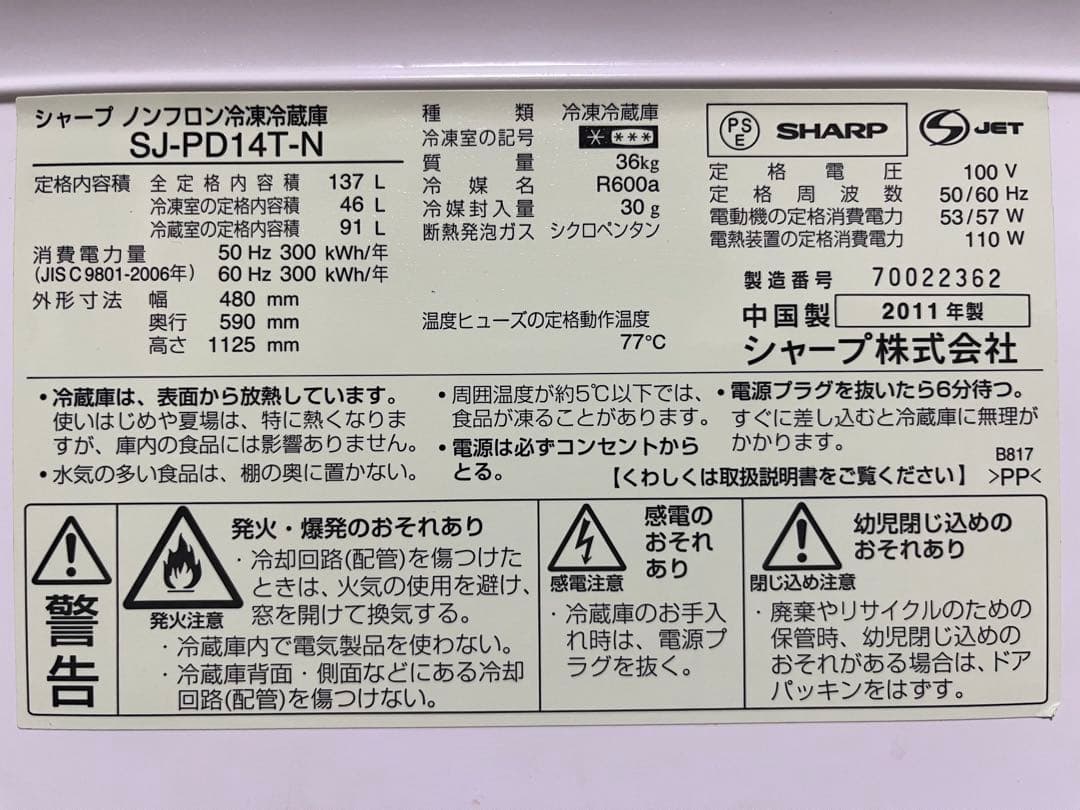 シャープ ノンフロン冷凍冷蔵庫
SJ-PD14T-N
定格内容積 全定格内容積 137 L
冷凍室の定格内容積 46 L
冷蔵室の定格内容積 91 L
消費電力量 50 Hz 300 kWh/年
(JIS C 9801-2006年) 60 Hz 300 kWh/年
外形寸法 幅 480 mm
奥行 590 mm
高さ 1125 mm
種類 冷凍冷蔵庫
冷凍室の記号 * ***
質量 36kg
冷媒名 R600a
冷媒封入量 30 g
断熱発泡ガス シクロペンタン
温度ヒューズの定格動作温度
77℃
PSE SHARP S JET
定格電圧 100 V
定格周波数 50/60 Hz
電動機の定格消費電力 53/57 W
電熱装置の定格消費電力 110 W
製造番号 70022362
中国製 2011年製
シャープ株式会社
・冷蔵庫は、表面から放熱しています。
使いはじめや夏場は、特に熱くなりま
すが、庫内の食品には影響ありません。
・水気の多い食品は、棚の奥に置かない。
・周囲温度が約5℃以下では、
食品が凍ることがあります。
・電源は必ずコンセントから
とる。
・電源プラグを抜いたら6分待つ。
すぐに差し込むと冷蔵庫に無理が
かかります。
B817
【くわしくは取扱説明書をご覧ください】 >PP<
警告
発火注意
発火・爆発のおそれあり
・冷却回路(配管)を傷つけた
ときは、火気の使用を避け、
窓を開けて換気する。
・冷蔵庫内で電気製品を使わない。
・冷蔵庫背面・側面などにある冷却
回路(配管)を傷つけない。
感電注意
感電の
おそれ
あり
・冷蔵庫のお手入
れ時は、電源プ
ラグを抜く。
閉じ込め注意
幼児閉じ込めの
おそれあり
・廃棄やリサイクルのための
保管時、幼児閉じ込めの
おそれがある場合は、ドア
パッキンをはずす。